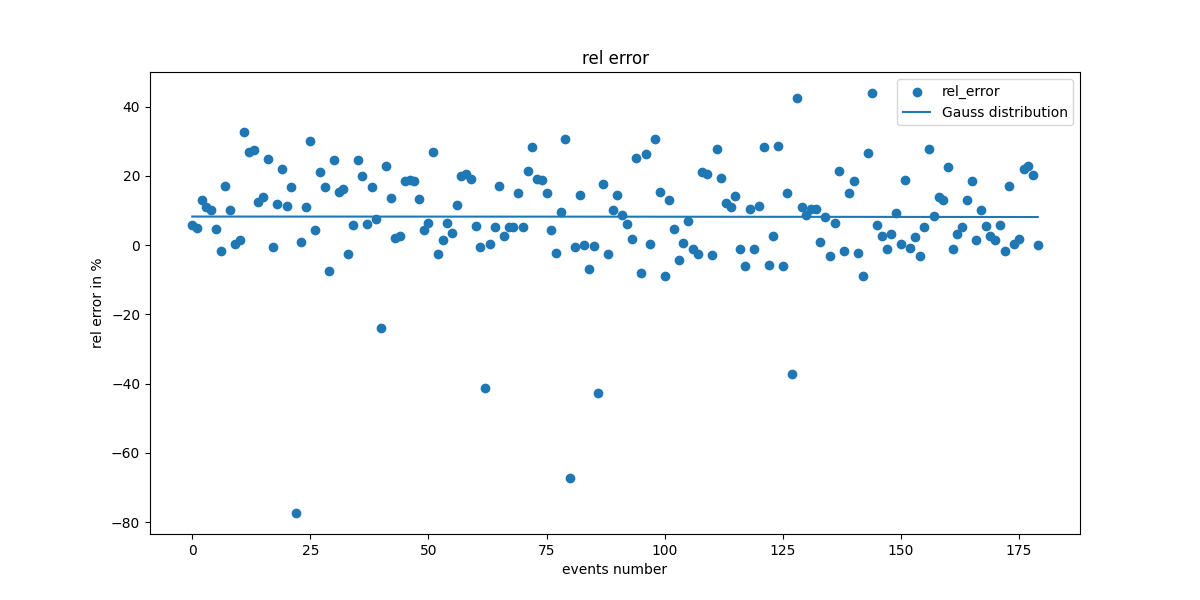 rel error
rel_error
Gauss distribution
rel error in %
40
20
0
−20
−40
−60
−80
0 25 50 75 100 125 150 175
events number